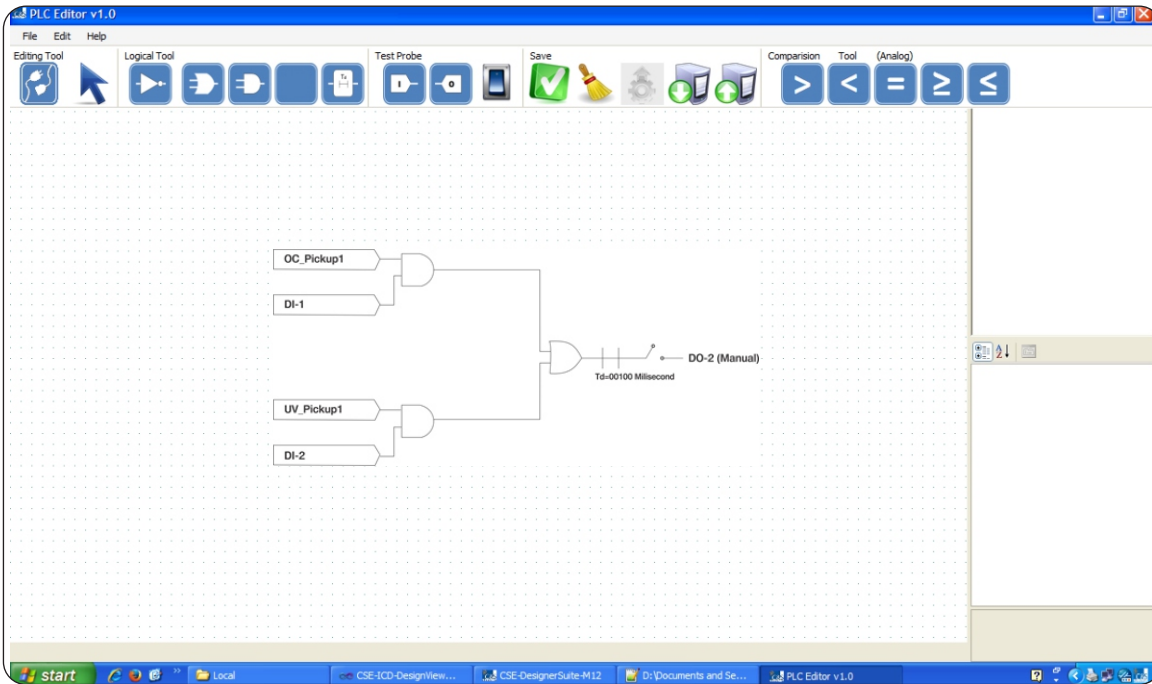 PLC Editor v1.0
File Edit Help
Editing Tool Logical Tool Test Probe Save Comparision Tool (Analog)
Tx
I O
> < = ≥ ≤
OC_Pickup1
DI-1
DO-2 (Manual)
Td=00100 Milisecond
UV_Pickup1
DI-2
start Local CSE-ICD-DesignView... CSE-DesignerSuite-M12 D:\Documents and Se... PLC Editor v1.0